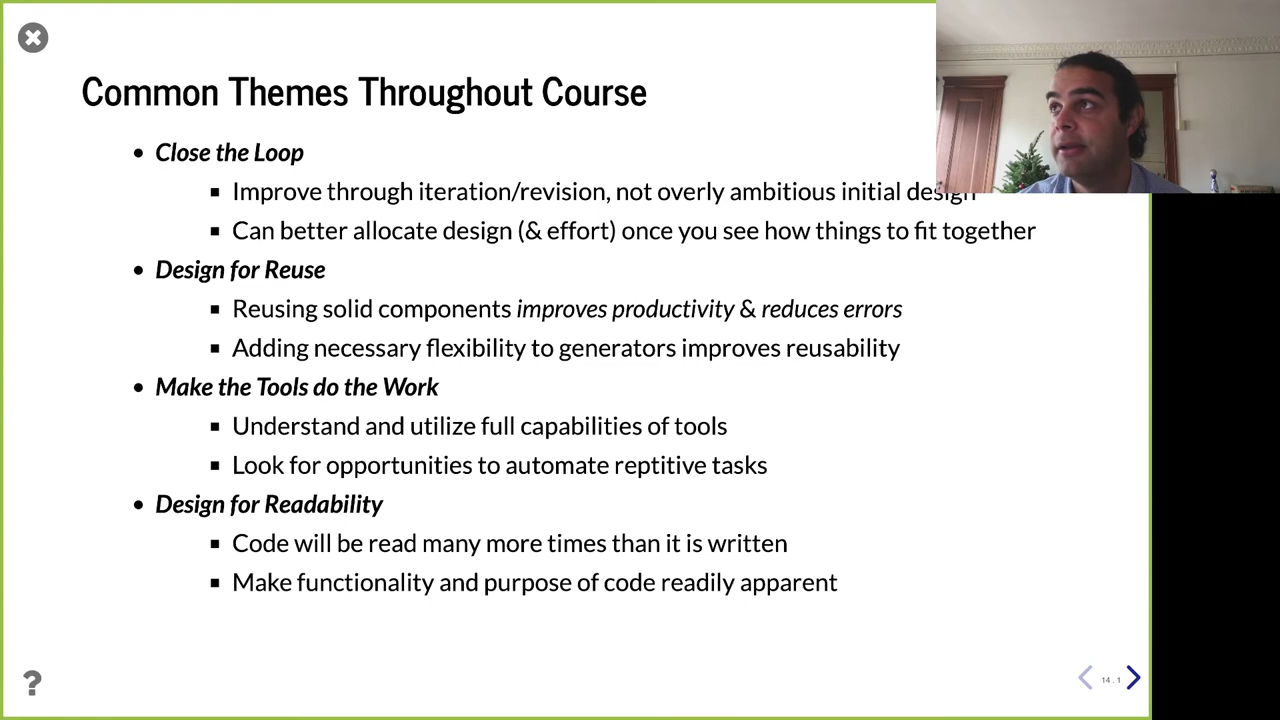 Common Themes Throughout Course
• Close the Loop
▪ Improve through iteration/revision, not overly ambitious initial design
▪ Can better allocate design (& effort) once you see how things to fit together
• Design for Reuse
▪ Reusing solid components improves productivity & reduces errors
▪ Adding necessary flexibility to generators improves reusability
• Make the Tools do the Work
▪ Understand and utilize full capabilities of tools
▪ Look for opportunities to automate reptitive tasks
• Design for Readability
▪ Code will be read many more times than it is written
▪ Make functionality and purpose of code readily apparent
?
14 . 1